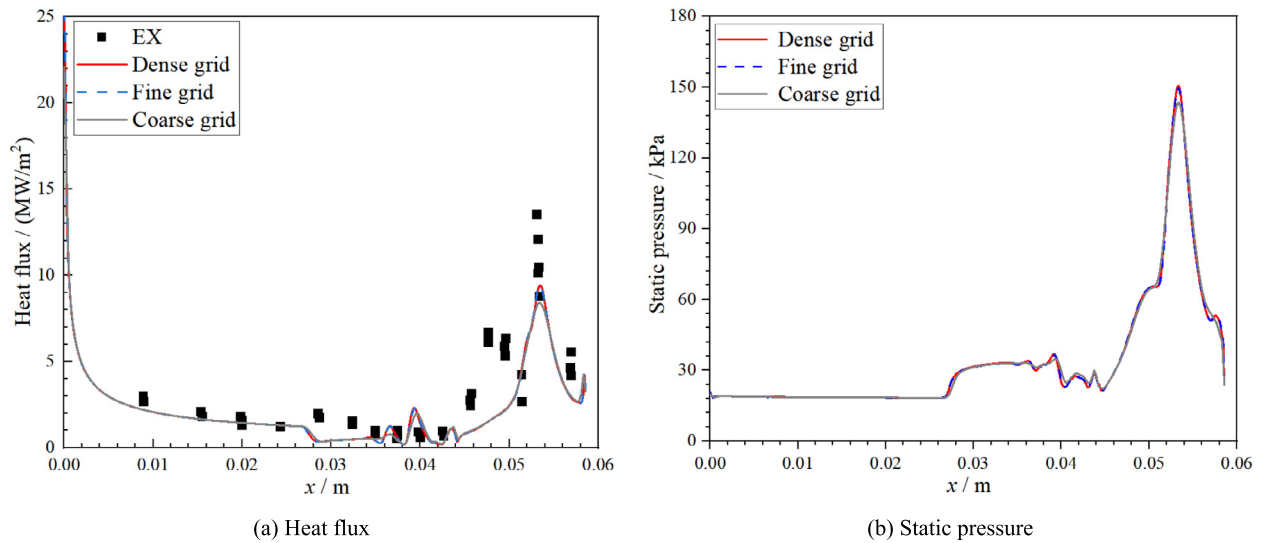 25
20
15
10
5
0
Heat flux / (MW/m²)
EX
Dense grid
Fine grid
Coarse grid
0.00 0.01 0.02 0.03 0.04 0.05 0.06
x / m
(a) Heat flux
180
150
120
90
60
30
0
Static pressure / kPa
Dense grid
Fine grid
Coarse grid
0.00 0.01 0.02 0.03 0.04 0.05 0.06
x / m
(b) Static pressure